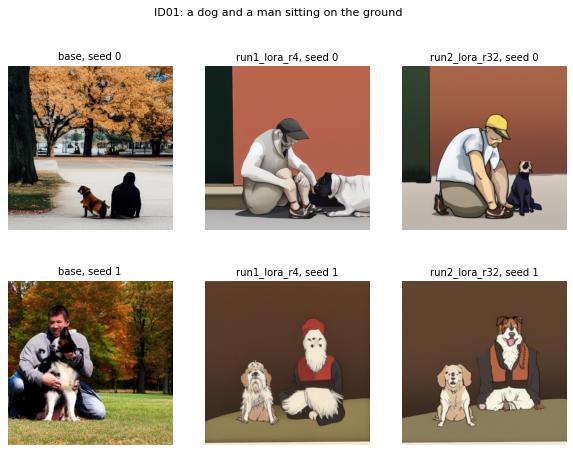 ID01: a dog and a man sitting on the ground
base, seed 0
run1_lora_r4, seed 0
run2_lora_r32, seed 0
base, seed 1
run1_lora_r4, seed 1
run2_lora_r32, seed 1